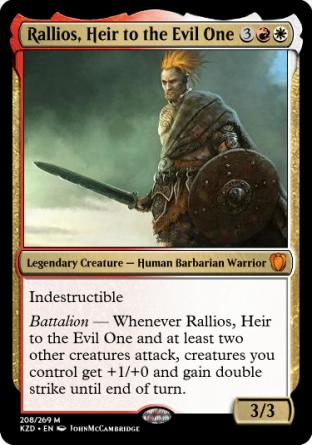 Rallios, Heir to the Evil One 3
Legendary Creature — Human Barbarian Warrior
Indestructible
Battalion — Whenever Rallios, Heir
to the Evil One and at least two
other creatures attack, creatures you
control get +1/+0 and gain double
strike until end of turn.
3/3
208/269 M
KZD • EN JohnMcCambridge